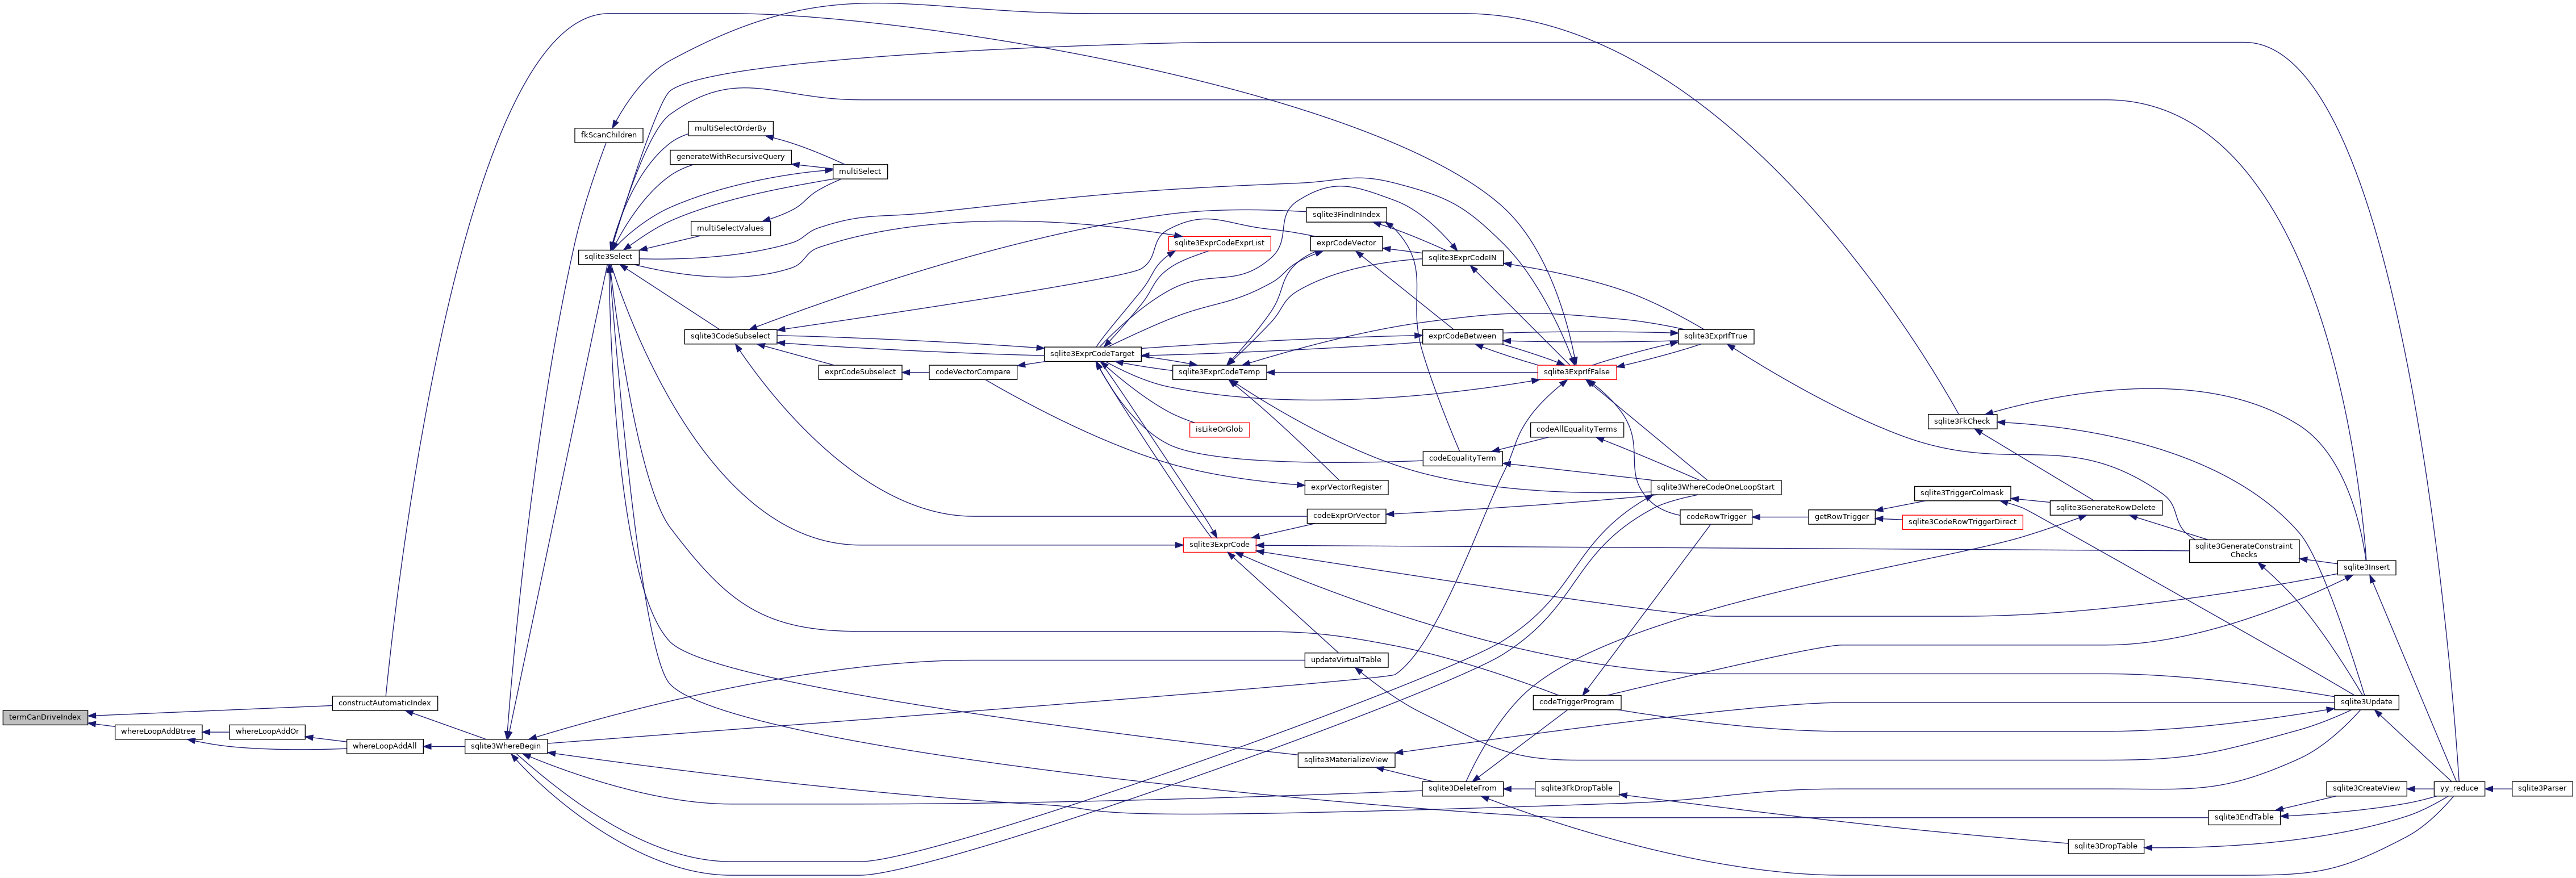 termCanDriveIndex
constructAutomaticIndex
whereLoopAddBtree
whereLoopAddOr
whereLoopAddAll
sqlite3WhereBegin
fkScanChildren
sqlite3Select
multiSelectOrderBy
generateWithRecursiveQuery
multiSelect
multiSelectValues
sqlite3CodeSubselect
exprCodeSubselect
codeVectorCompare
sqlite3ExprCodeTarget
sqlite3ExprCodeExprList
sqlite3ExprCodeTemp
isLikeOrGlob
sqlite3ExprCode
sqlite3FindInIndex
exprCodeVector
exprVectorRegister
codeExprOrVector
updateVirtualTable
sqlite3MaterializeView
sqlite3ExprCodeIN
exprCodeBetween
codeEqualityTerm
sqlite3DeleteFrom
sqlite3ExprIfFalse
codeAllEqualityTerms
codeTriggerProgram
sqlite3FkDropTable
sqlite3ExprIfTrue
sqlite3WhereCodeOneLoopStart
codeRowTrigger
getRowTrigger
sqlite3FkCheck
sqlite3TriggerColmask
sqlite3CodeRowTriggerDirect
sqlite3GenerateRowDelete
sqlite3DropTable
sqlite3GenerateConstraint
Checks
sqlite3EndTable
sqlite3Insert
sqlite3Update
sqlite3CreateView
yy_reduce
sqlite3Parser